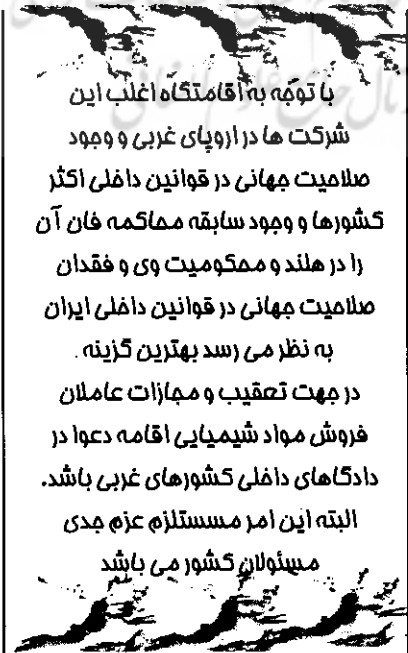 با توجه به اقامتگاه اغلب این
شرکت ها در اروپای غربی و وجود
صلاحیت جهانی در قوانین داخلی اکثر
کشورها و وجود سابقه محاکمه فان آن
را در هلند و محکومیت وی و فقدان
صلاحیت جهانی در قوانین داخلی ایران
به نظر می رسد بهترین گزینه .
در جهت تعقیب و مجازات عاملان
فروش مواد شیمیایی اقامه دعوا در
دادگاهای داخلی کشورهای غربی باشد.
البته این امر مسستلزم عزم جدی
مسئولان کشور می باشد